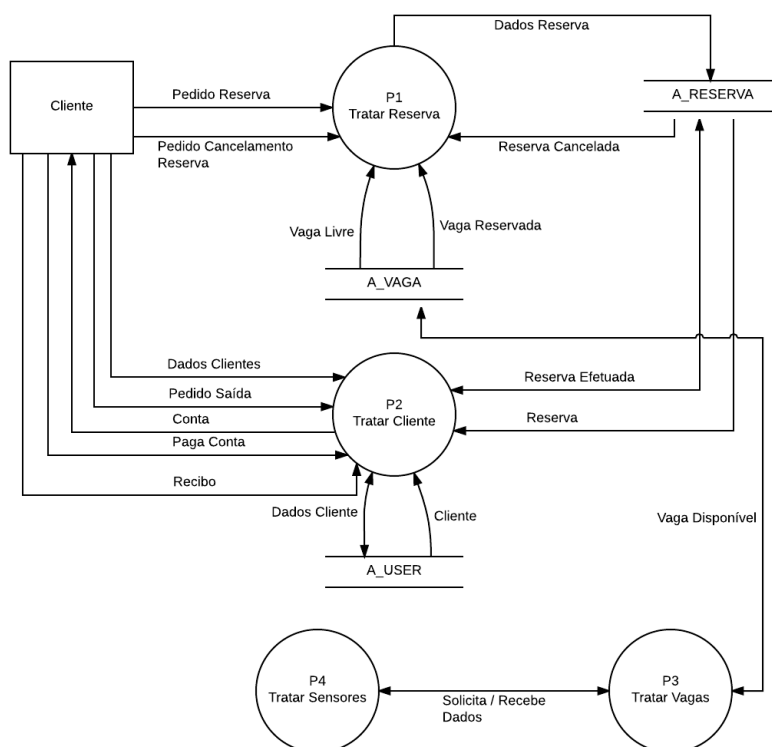 Dados Reserva
Cliente
Pedido Reserva
P1
Tratar Reserva
A_RESERVA
Pedido Cancelamento
Reserva
Reserva Cancelada
Vaga Livre
Vaga Reservada
A_VAGA
Dados Clientes
Pedido Saída
Conta
Paga Conta
Recibo
P2
Tratar Cliente
Reserva Efetuada
Reserva
Dados Cliente
Cliente
Vaga Disponível
A_USER
P4
Tratar Sensores
Solicita / Recebe
Dados
P3
Tratar Vagas